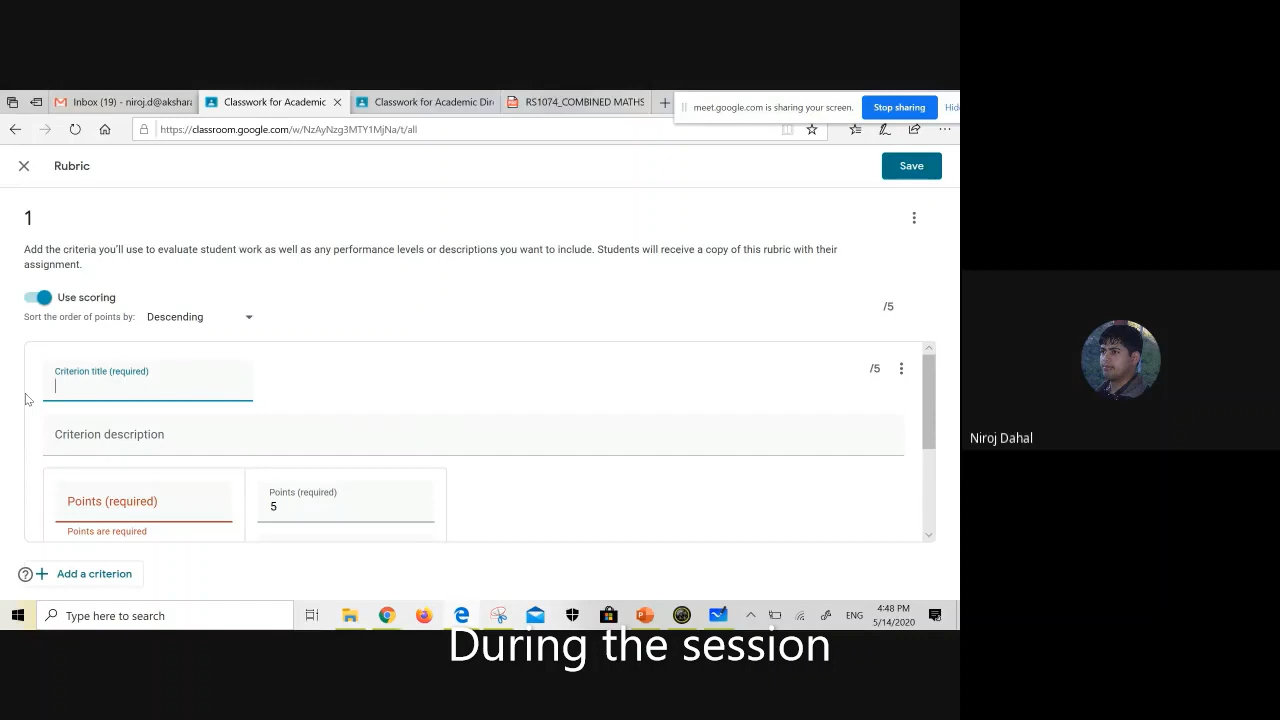 Inbox (19) - niroj.d@akshara
Classwork for Academic
Classwork for Academic Dire
RS1074_COMBINED MATHS
meet.google.com is sharing your screen.
Stop sharing
Hide
https://classroom.google.com/w/NzAyNzg3MTY1MjNa/t/all
Rubric
Save
1
Add the criteria you'll use to evaluate student work as well as any performance levels or descriptions you want to include. Students will receive a copy of this rubric with their
assignment.
Use scoring
/5
Sort the order of points by: Descending
Criterion title (required)
/5
Criterion description
Points (required)
Points (required)
5
Points are required
Add a criterion
Niroj Dahal
Type here to search
ENG
4:48 PM
5/14/2020
During the session